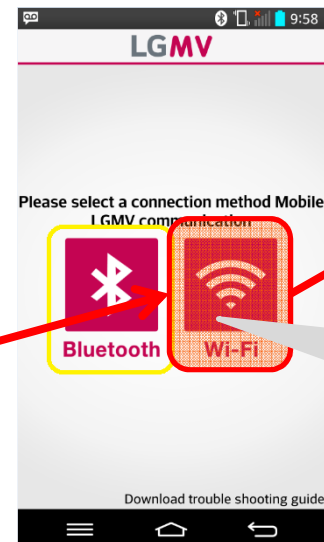 9:58
LGMV
Please select a connection method Mobile
LGMV communication
Bluetooth
Wi-Fi
Download trouble shooting guide